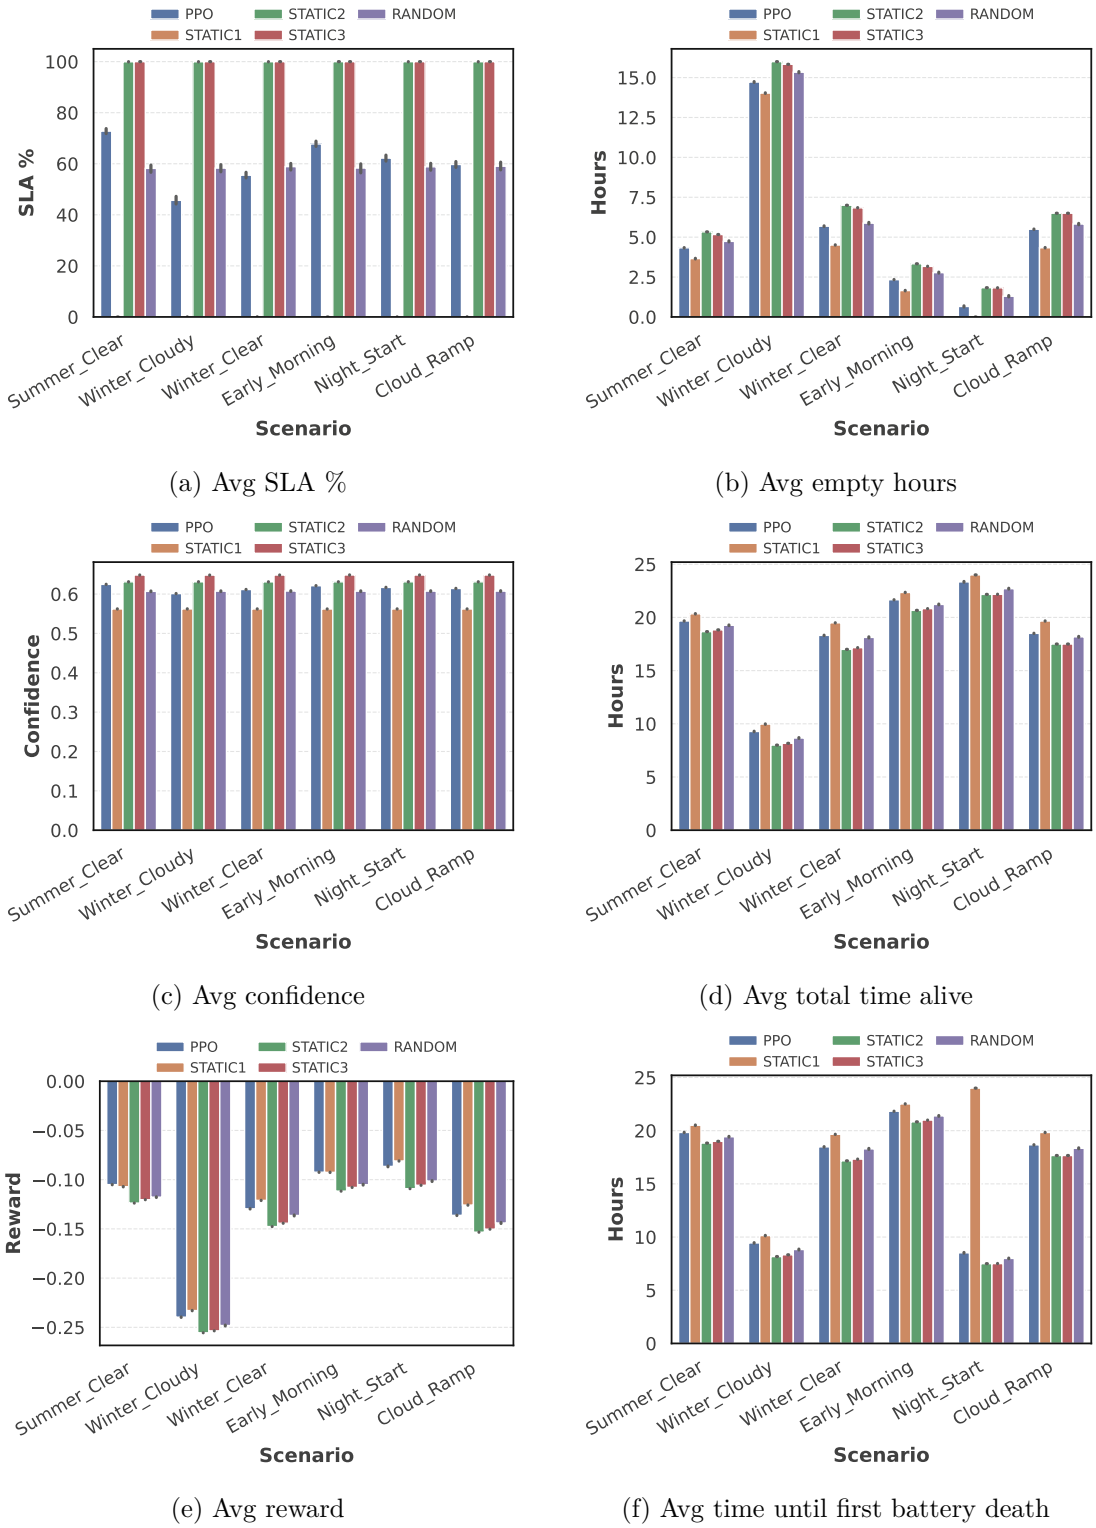 PPO STATIC2 RANDOM
STATIC1 STATIC3
100
80
60
40
20
0
SLA %
Summer_Clear
Winter_Cloudy
Winter_Clear
Early_Morning
Night_Start
Cloud_Ramp
Scenario
(a) Avg SLA %
PPO STATIC2 RANDOM
STATIC1 STATIC3
15.0
12.5
10.0
7.5
5.0
2.5
0.0
Hours
Summer_Clear
Winter_Cloudy
Winter_Clear
Early_Morning
Night_Start
Cloud_Ramp
Scenario
(b) Avg empty hours
PPO STATIC2 RANDOM
STATIC1 STATIC3
0.6
0.5
0.4
0.3
0.2
0.1
0.0
Confidence
Summer_Clear
Winter_Cloudy
Winter_Clear
Early_Morning
Night_Start
Cloud_Ramp
Scenario
(c) Avg confidence
PPO STATIC2 RANDOM
STATIC1 STATIC3
25
20
15
10
5
0
Hours
Summer_Clear
Winter_Cloudy
Winter_Clear
Early_Morning
Night_Start
Cloud_Ramp
Scenario
(d) Avg total time alive
PPO STATIC2 RANDOM
STATIC1 STATIC3
0.00
−0.05
−0.10
−0.15
−0.20
−0.25
Reward
Summer_Clear
Winter_Cloudy
Winter_Clear
Early_Morning
Night_Start
Cloud_Ramp
Scenario
(e) Avg reward
PPO STATIC2 RANDOM
STATIC1 STATIC3
25
20
15
10
5
0
Hours
Summer_Clear
Winter_Cloudy
Winter_Clear
Early_Morning
Night_Start
Cloud_Ramp
Scenario
(f) Avg time until first battery death